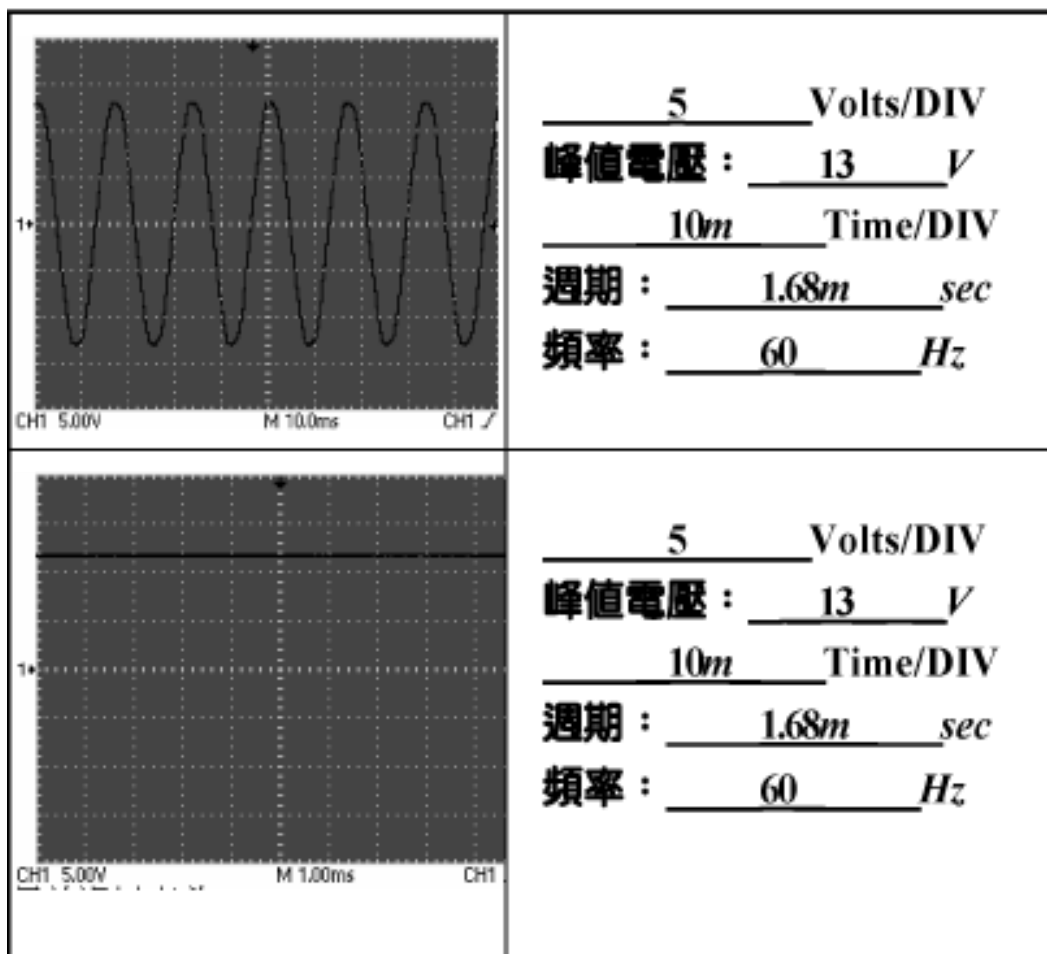 5 Volts/DIV
峰值電壓：13 V
1
10m Time/DIV
週期：1.68m sec
頻率：60 Hz
CH1 5.00V M 10.0ms CH1
5 Volts/DIV
峰值電壓：13 V
1
10m Time/DIV
週期：1.68m sec
頻率：60 Hz
CH1 5.00V M 1.00ms CH1